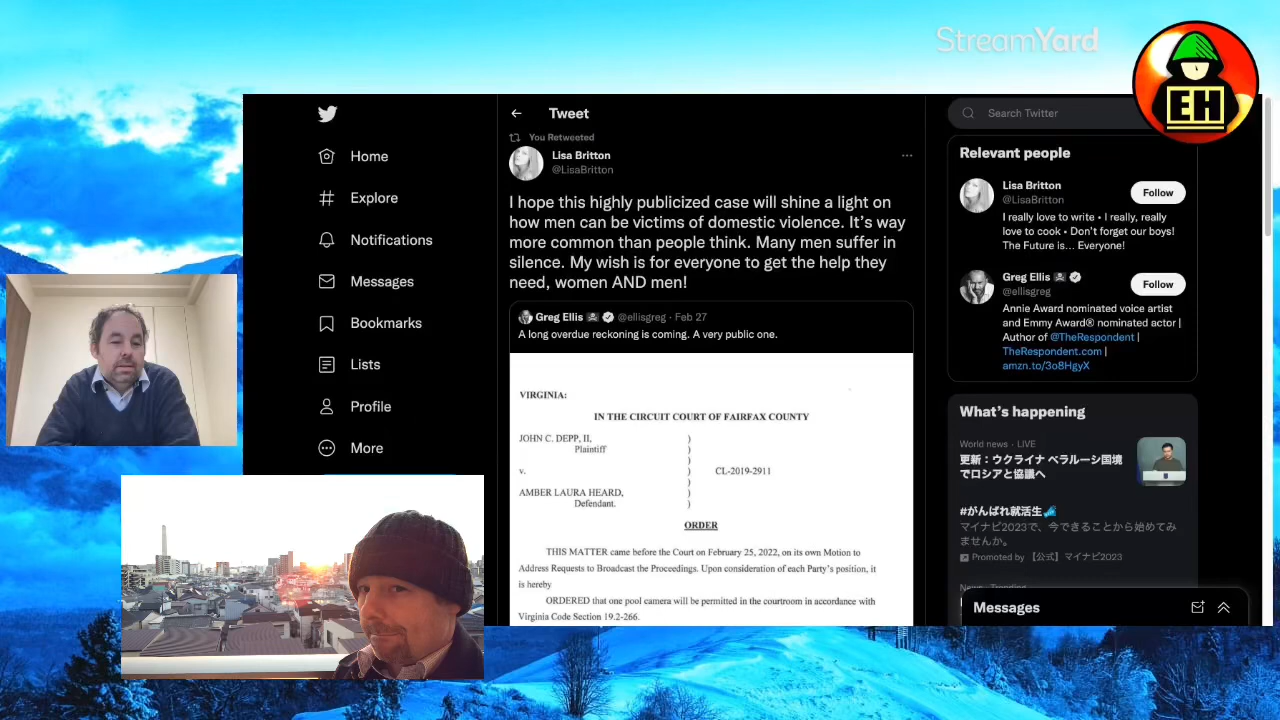 StreamYard
EH
Home
Explore
Notifications
Messages
Bookmarks
Lists
Profile
More
Tweet
You Retweeted
Lisa Britton
@LisaBritton
I hope this highly publicized case will shine a light on
how men can be victims of domestic violence. It's way
more common than people think. Many men suffer in
silence. My wish is for everyone to get the help they
need, women AND men!
Greg Ellis @ellisgreg · Feb 27
A long overdue reckoning is coming. A very public one.
VIRGINIA:
IN THE CIRCUIT COURT OF FAIRFAX COUNTY
JOHN C. DEPP, II, )
Plaintiff )
)
v. ) CL-2019-2911
)
AMBER LAURA HEARD, )
Defendant. )
ORDER
THIS MATTER came before the Court on February 25, 2022, on its own Motion to
Address Requests to Broadcast the Proceedings. Upon consideration of each Party's position, it
is hereby
ORDERED that one pool camera will be permitted in the courtroom in accordance with
Virginia Code Section 19.2-266.
Search Twitter
Relevant people
Lisa Britton
@LisaBritton
Follow
I really love to write • I really, really
love to cook • Don't forget our boys!
The Future is... Everyone!
Greg Ellis
@ellisgreg
Follow
Annie Award nominated voice artist
and Emmy Award® nominated actor |
Author of @TheRespondent |
TheRespondent.com |
amzn.to/3o8HgyX
What's happening
World news · LIVE
更新：ウクライナ ベラルーシ国境
でロシアと協議へ
#がんばれ就活生
マイナビ2023で、今できることから始めてみ
ませんか。
Promoted by 【公式】マイナビ2023
News · Trending
Messages